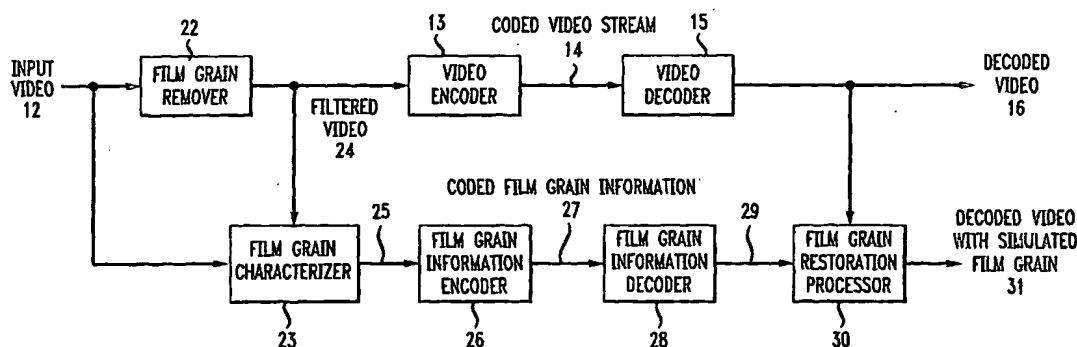 22
FILM GRAIN
REMOVER
INPUT
VIDEO
12
13
VIDEO
ENCODER
CODED VIDEO STREAM
14
15
VIDEO
DECODER
DECODED
VIDEO
16
FILTERED
VIDEO
24
CODED FILM GRAIN INFORMATION
FILM GRAIN
CHARACTERIZER
23
25
FILM GRAIN
INFORMATION
ENCODER
26
27
FILM GRAIN
INFORMATION
DECODER
28
29
FILM GRAIN
RESTORATION
PROCESSOR
30
DECODED VIDEO
WITH SIMULATED
FILM GRAIN
31